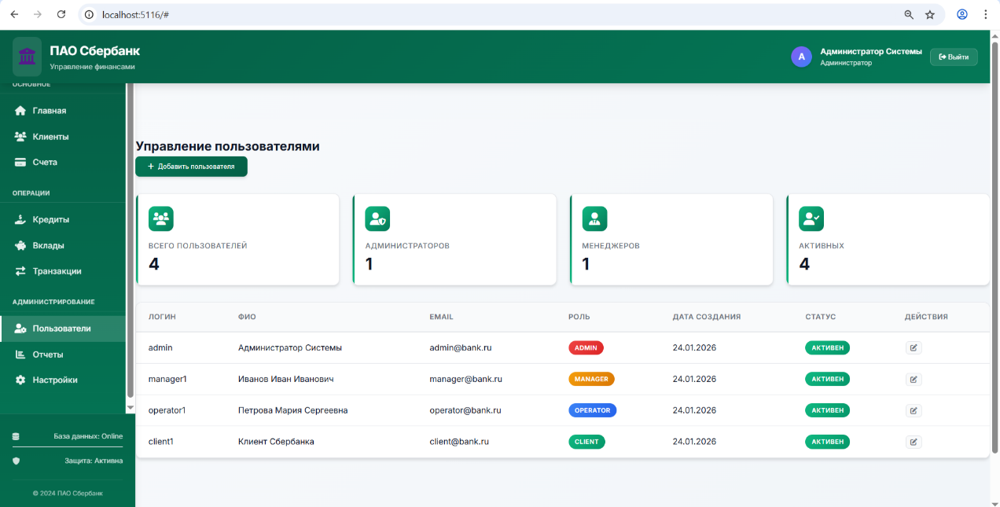 localhost:5116/#
ПАО Сбербанк
Управление финансами
А
Администратор Системы
Администратор
Выйти
ОСНОВНОЕ
Главная
Клиенты
Счета
ОПЕРАЦИИ
Кредиты
Вклады
Транзакции
АДМИНИСТРИРОВАНИЕ
Пользователи
Отчеты
Настройки
База данных: Online
Защита: Активна
© 2024 ПАО Сбербанк
Управление пользователями
+ Добавить пользователя
ВСЕГО ПОЛЬЗОВАТЕЛЕЙ
4
АДМИНИСТРАТОРОВ
1
МЕНЕДЖЕРОВ
1
АКТИВНЫХ
4
ЛОГИН ФИО EMAIL РОЛЬ ДАТА СОЗДАНИЯ СТАТУС ДЕЙСТВИЯ
admin Администратор Системы admin@bank.ru ADMIN 24.01.2026 АКТИВЕН
manager1 Иванов Иван Иванович manager@bank.ru MANAGER 24.01.2026 АКТИВЕН
operator1 Петрова Мария Сергеевна operator@bank.ru OPERATOR 24.01.2026 АКТИВЕН
client1 Клиент Сбербанка client@bank.ru CLIENT 24.01.2026 АКТИВЕН